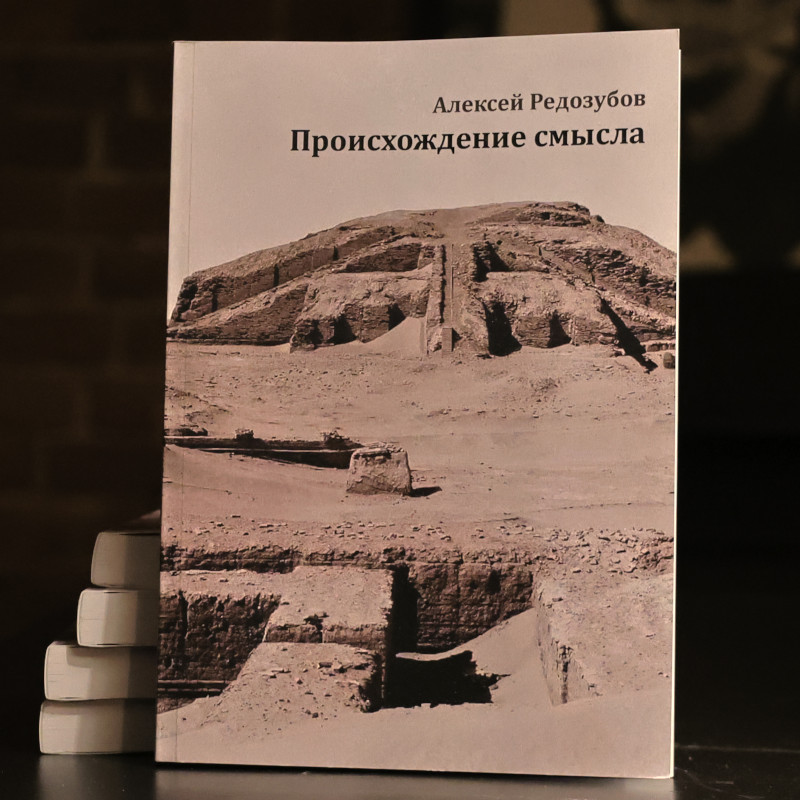 Алексей Редозубов
Происхождение смысла